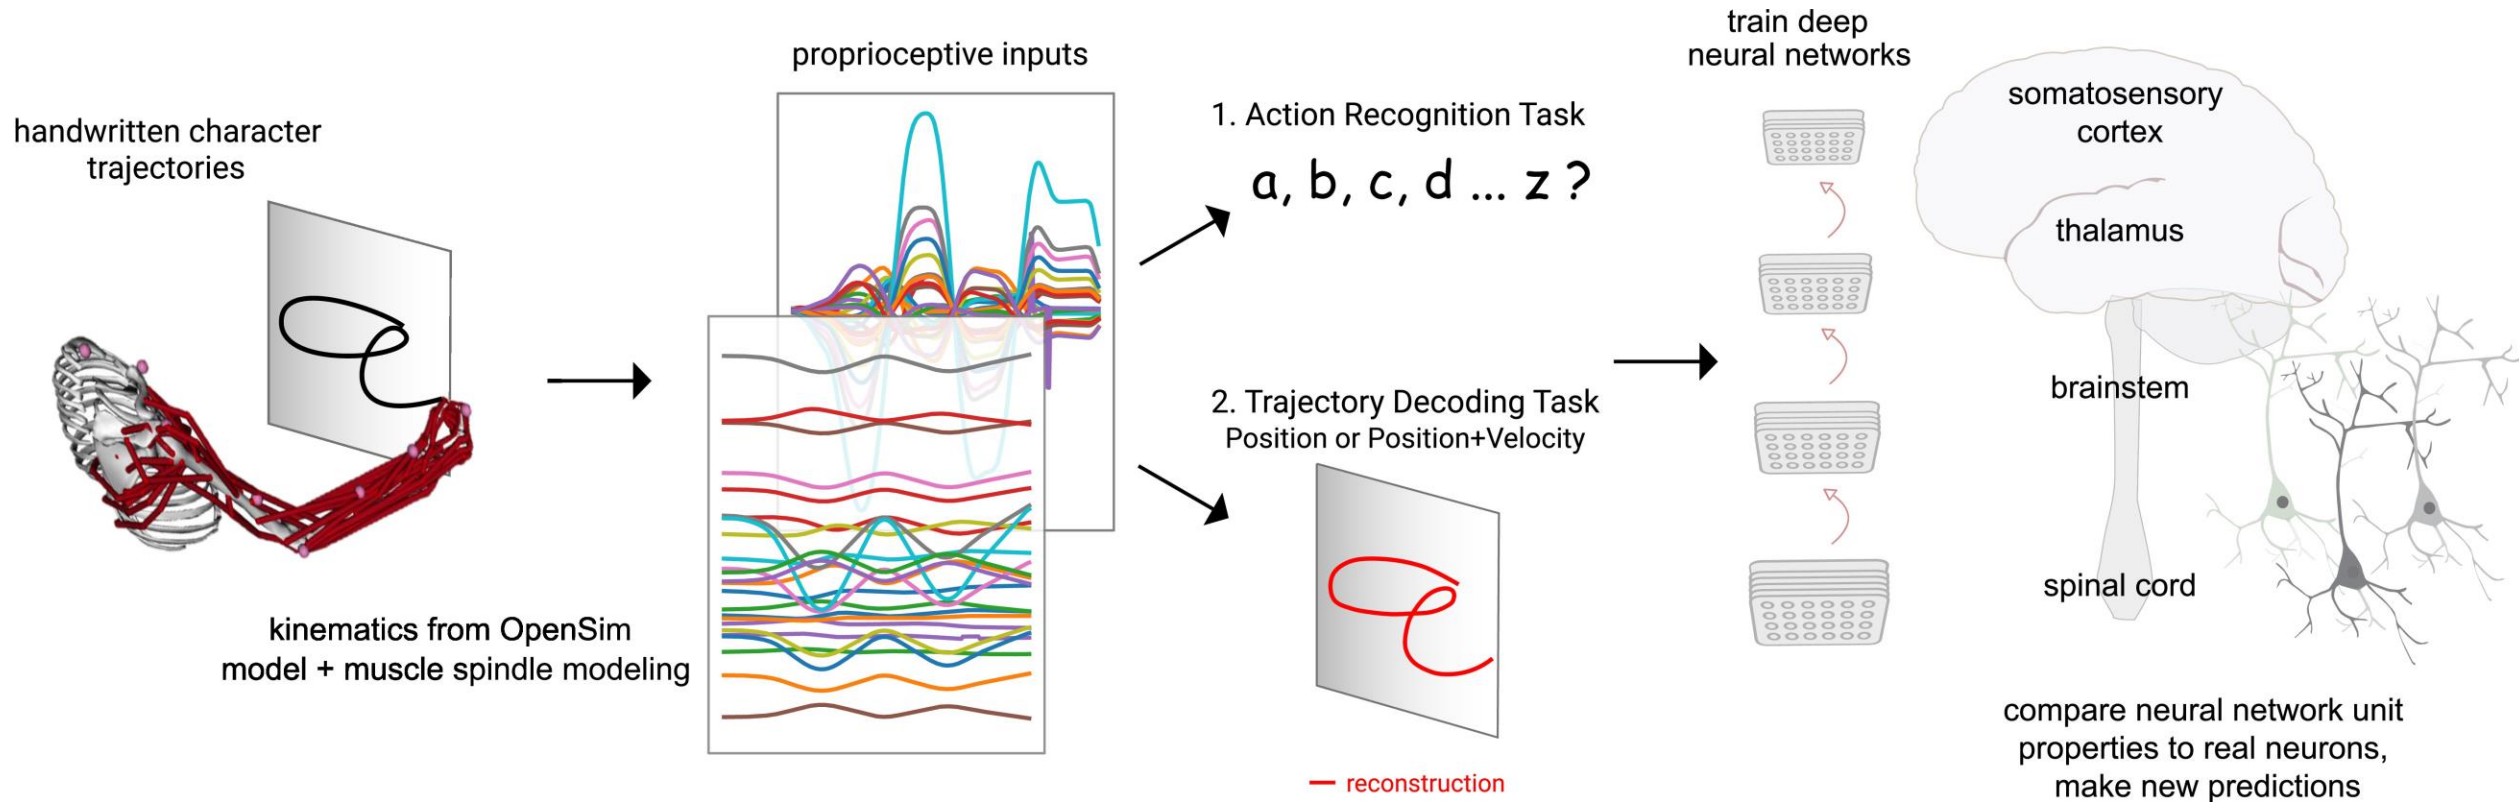 handwritten character
trajectories
kinematics from OpenSim
model + muscle spindle modeling
proprioceptive inputs
1. Action Recognition Task
a, b, c, d ... z ?
2. Trajectory Decoding Task
Position or Position+Velocity
reconstruction
train deep
neural networks
somatosensory
cortex
thalamus
brainstem
spinal cord
compare neural network unit
properties to real neurons,
make new predictions